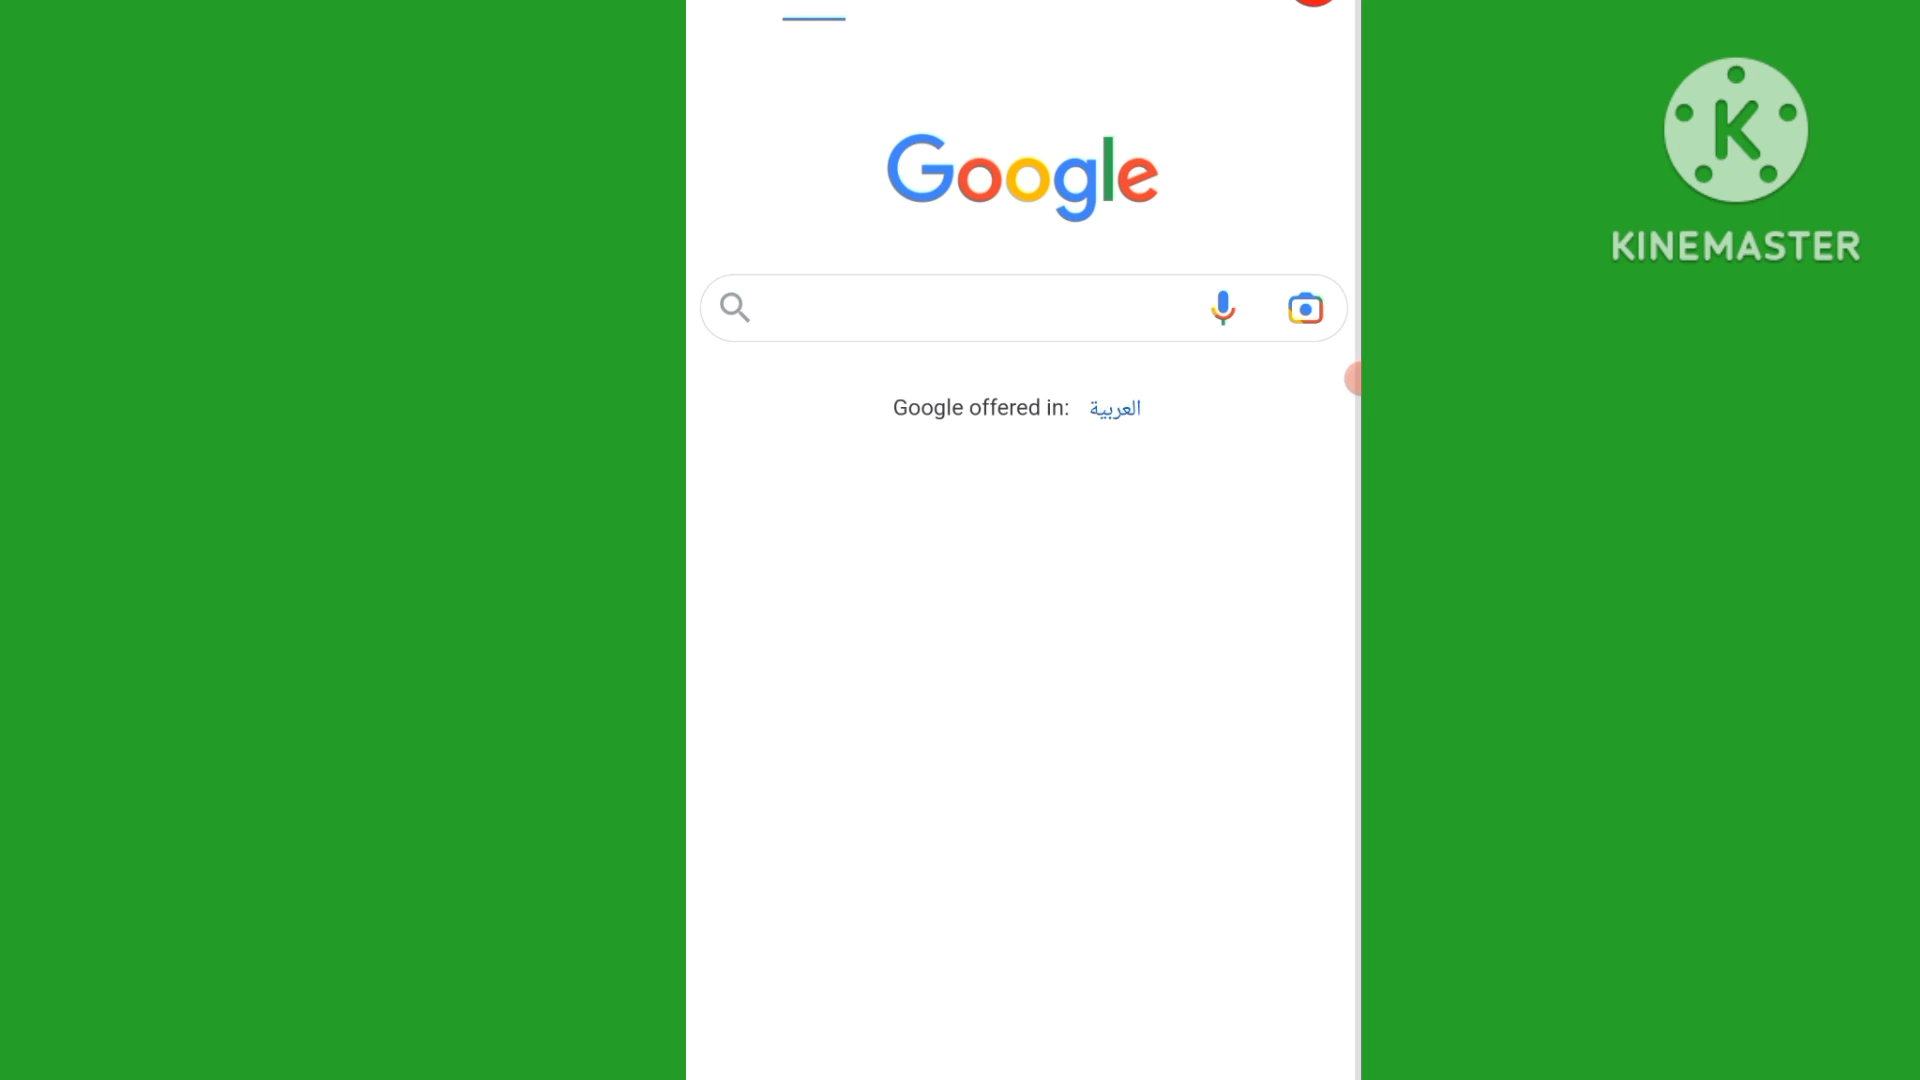 Google
K
KINEMASTER
Google offered in: العربية